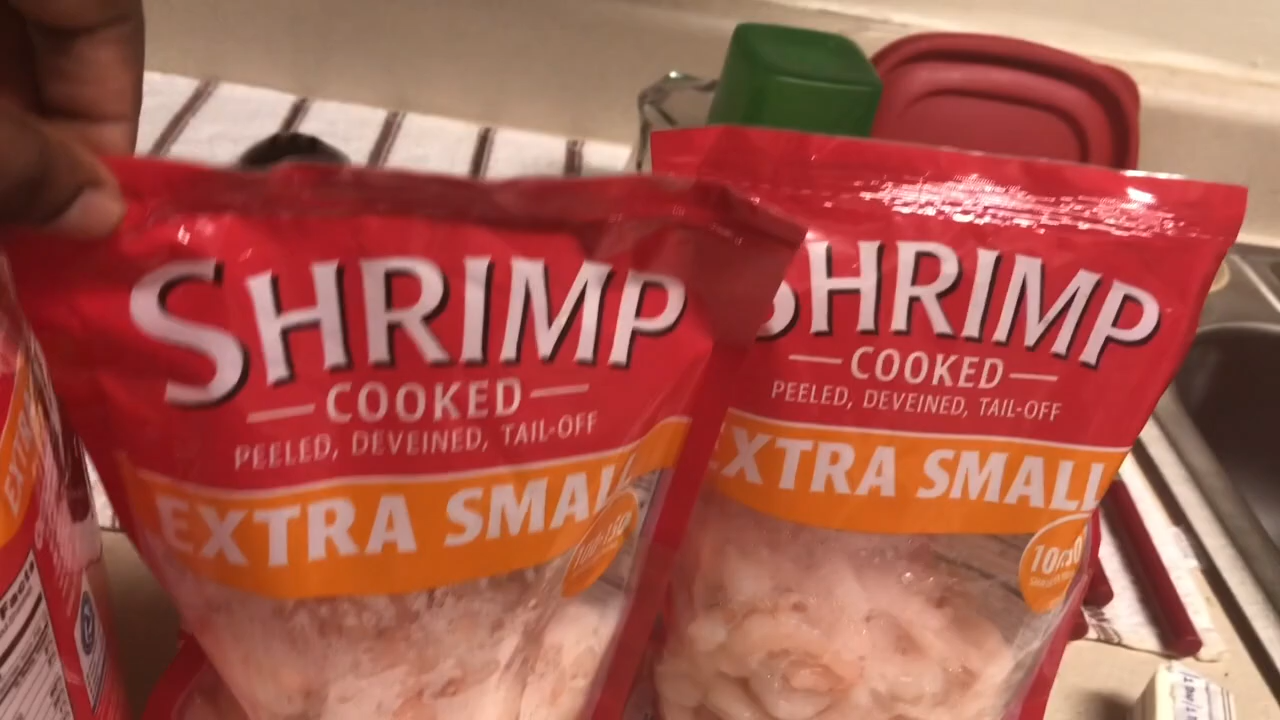 SHRIMP
COOKED
PEELED, DEVEINED, TAIL-OFF
EXTRA SMALL
SHRIMP
COOKED
PEELED, DEVEINED, TAIL-OFF
EXTRA SMALL